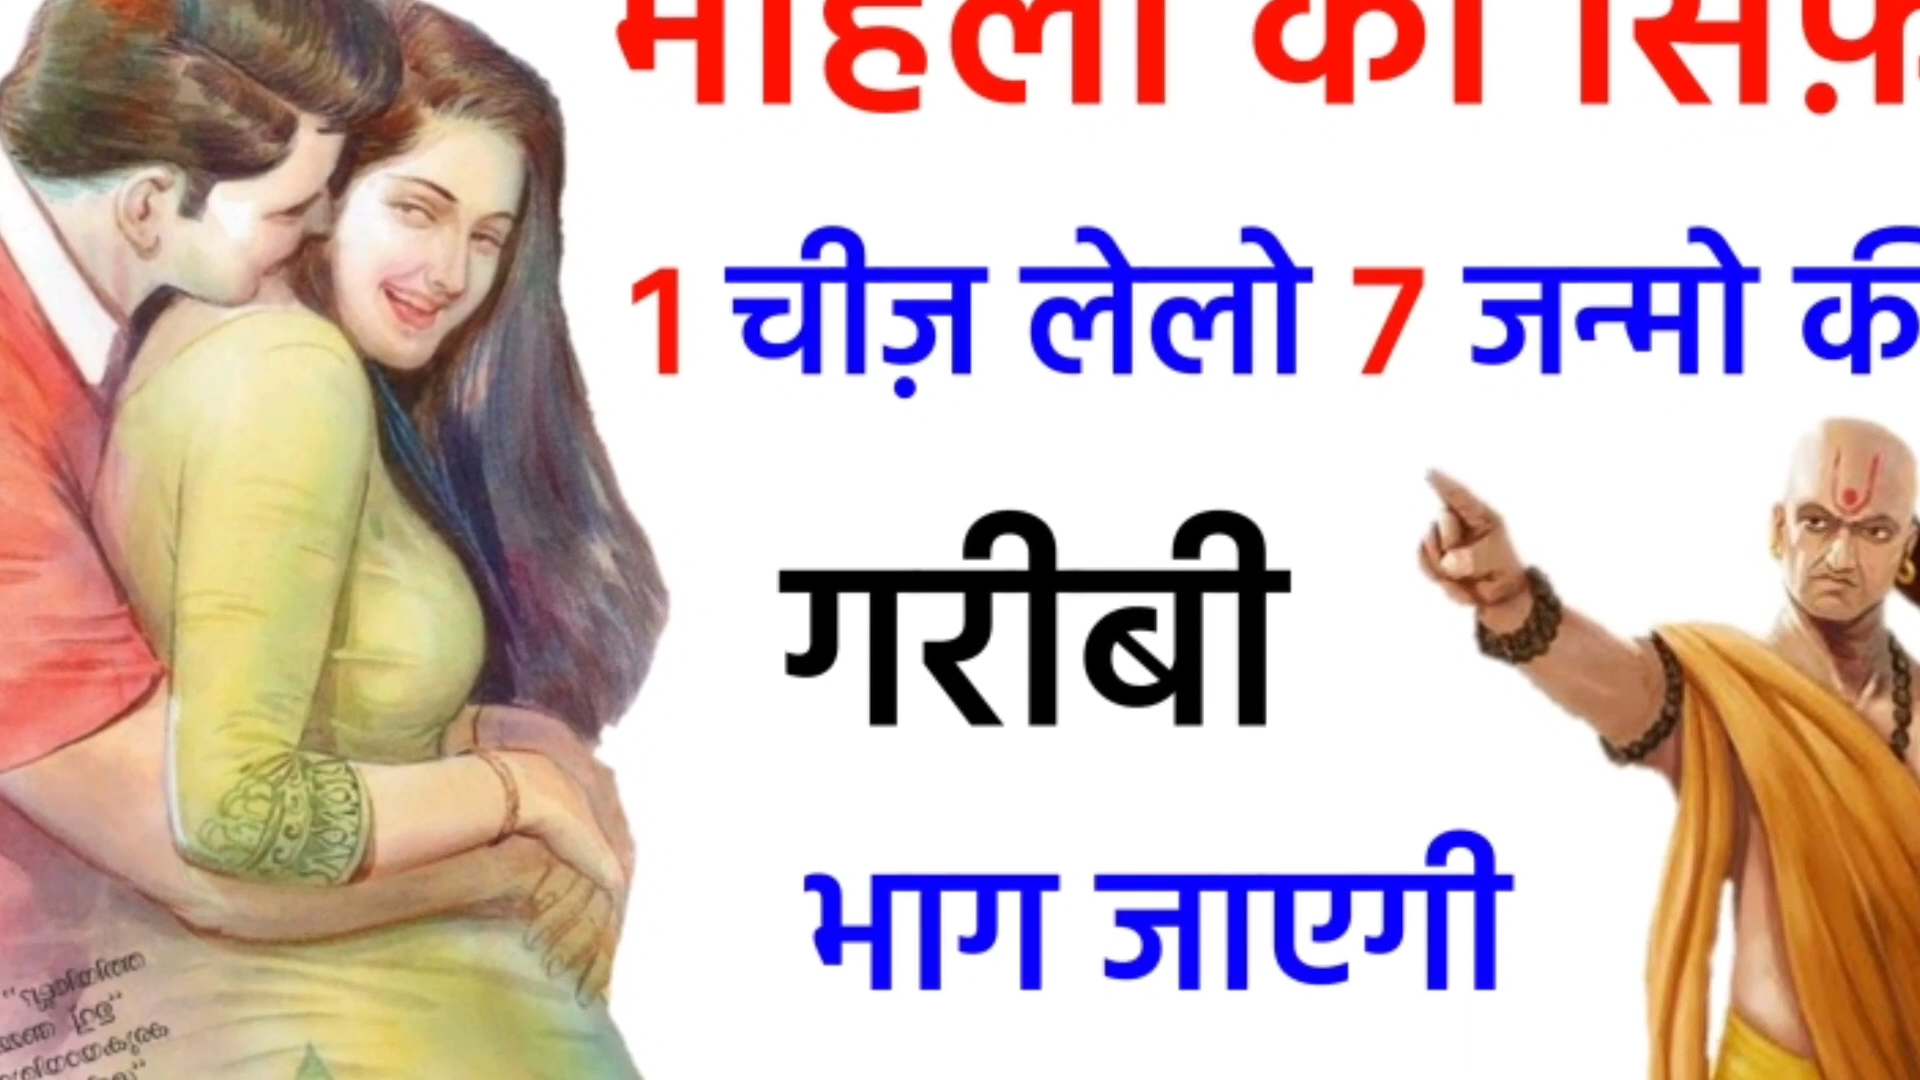 महिला की सिर्फ़
1 चीज़ लेलो 7 जन्मो की
गरीबी
भाग जाएगी